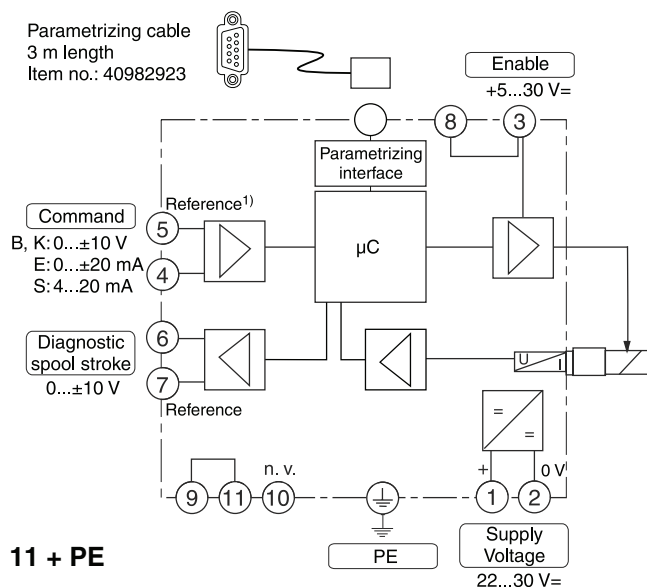 Parametrizing cable
3 m length
Item no.: 40982923
Enable
+5...30 V=
8
3
Parametrizing
interface
Reference¹⁾
Command
5
B, K: 0...±10 V
E: 0...±20 mA
S: 4...20 mA
4
µC
6
Diagnostic
spool stroke
0...±10 V
7
Reference
U
I
=
=
n. v.
+
0 V
9
11
10
1
2
PE
Supply
Voltage
22...30 V=
11 + PE